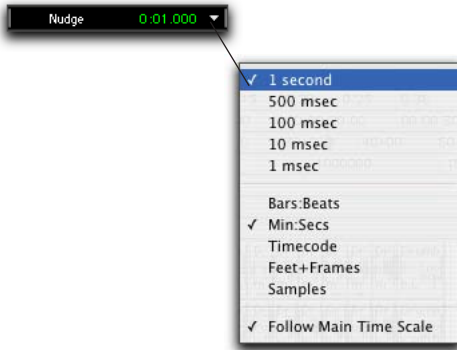 Nudge 0:01.000
✓ 1 second
500 msec
100 msec
10 msec
1 msec
Bars:Beats
✓ Min:Secs
Timecode
Feet+Frames
Samples
✓ Follow Main Time Scale